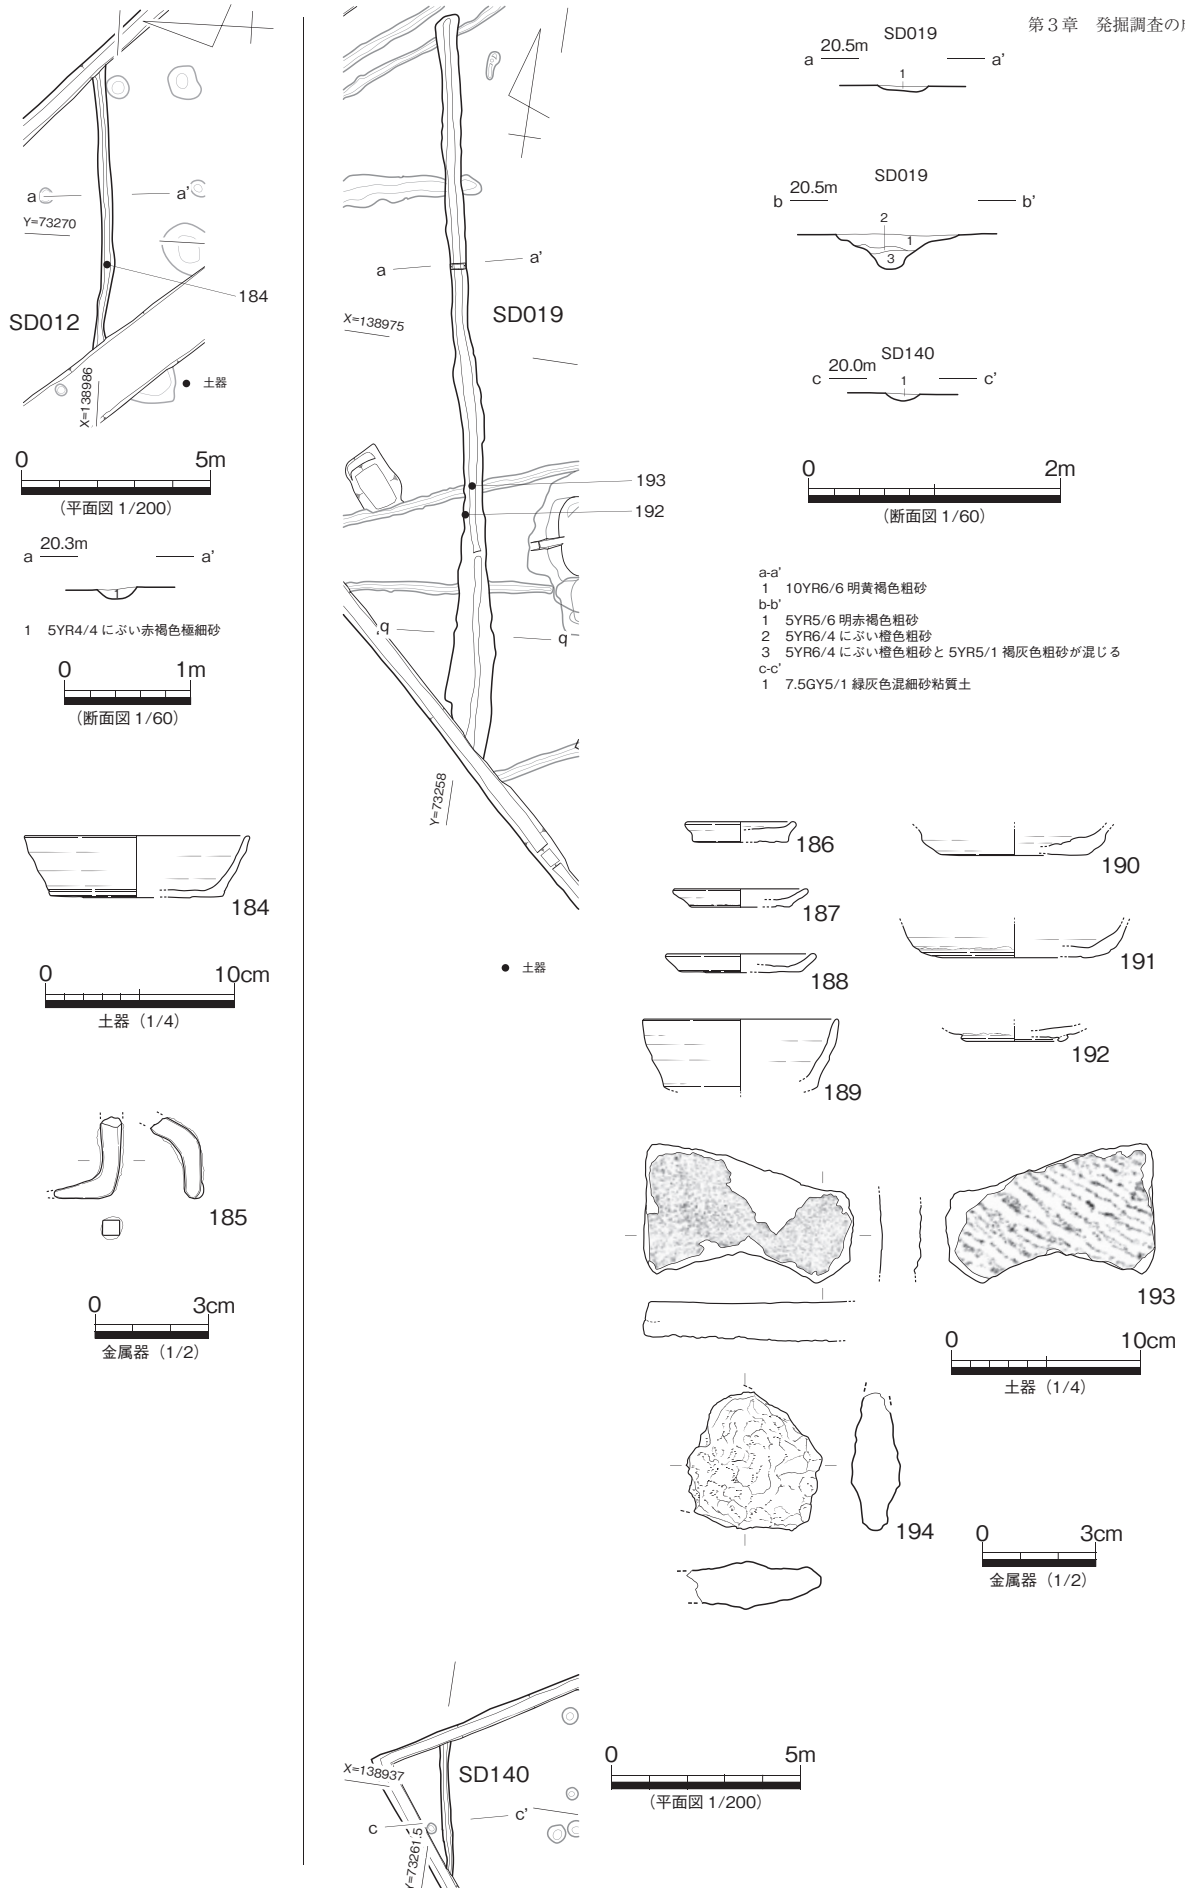 第３章　発掘調査の
a
a'
Y=73270
184
SD012
X=138986
土器
0 5m
（平面図 1/200）
a 20.3m a'
1
1 5YR4/4 にぶい赤褐色極細砂
0 1m
（断面図 1/60）
184
0 10cm
土器（1/4）
185
0 3cm
金属器（1/2）
a
a'
X=138975
SD019
193
192
q
q
Y=73258
土器
SD019
a 20.5m a'
1
SD019
b 20.5m b'
2
1
3
SD140
c 20.0m c'
1
0 2m
（断面図 1/60）
a-a'
1 10YR6/6 明黄褐色粗砂
b-b'
1 5YR5/6 明赤褐色粗砂
2 5YR6/4 にぶい橙色粗砂
3 5YR6/4 にぶい橙色粗砂と 5YR5/1 褐灰色粗砂が混じる
c-c'
1 7.5GY5/1 緑灰色混細砂粘質土
186
187
188
189
190
191
192
193
0 10cm
土器（1/4）
194
0 3cm
金属器（1/2）
X=138937
SD140
c
c'
Y=73261.5
0 5m
（平面図 1/200）